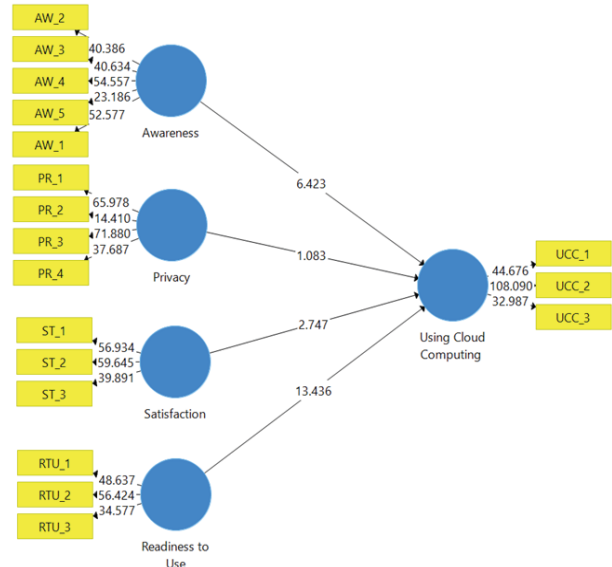 AW_2
AW_3
AW_4
AW_5
AW_1
40.386
40.634
54.557
23.186
52.577
Awareness
6.423
PR_1
PR_2
PR_3
PR_4
65.978
14.410
71.880
37.687
Privacy
1.083
ST_1
ST_2
ST_3
56.934
59.645
39.891
Satisfaction
2.747
RTU_1
RTU_2
RTU_3
48.637
56.424
34.577
Readiness to
Use
13.436
Using Cloud
Computing
44.676
108.090
32.987
UCC_1
UCC_2
UCC_3